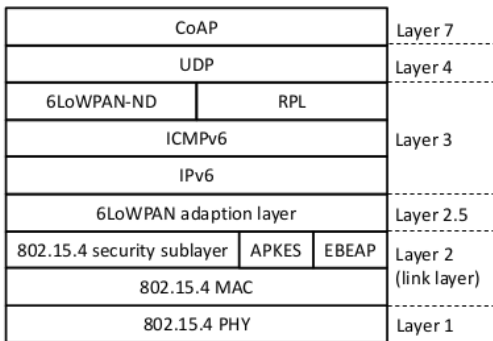 CoAP Layer 7
UDP Layer 4
6LoWPAN-ND RPL
ICMPv6 Layer 3
IPv6
6LoWPAN adaption layer Layer 2.5
802.15.4 security sublayer APKES EBEAP Layer 2
(link layer)
802.15.4 MAC
802.15.4 PHY Layer 1